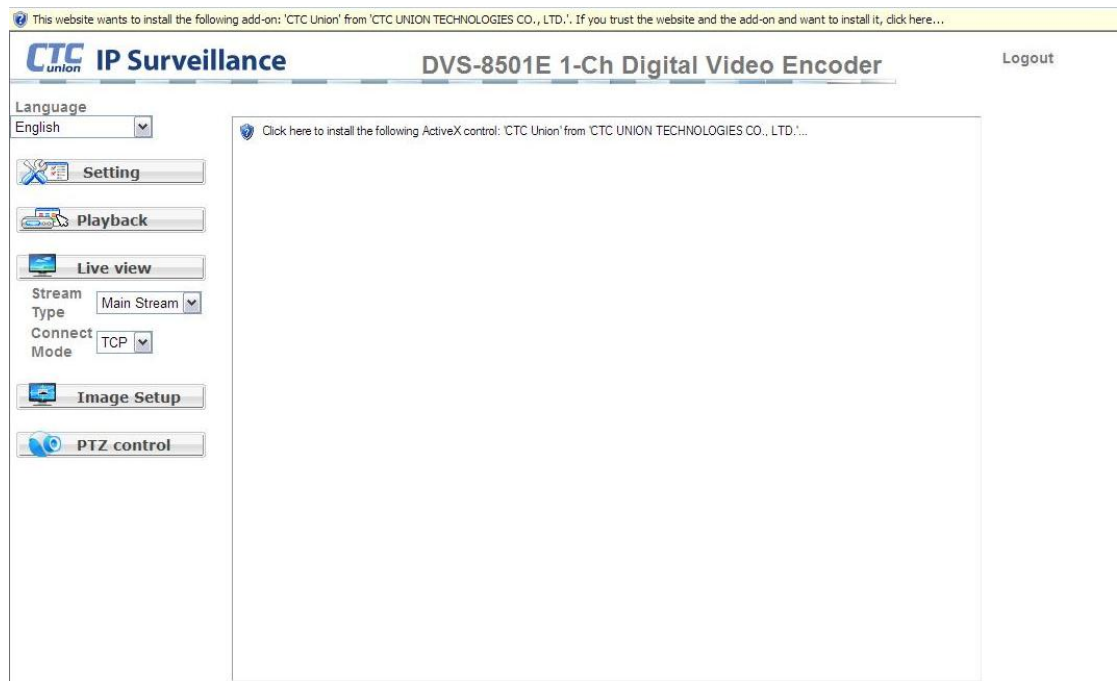 This website wants to install the following add-on: 'CTC Union' from 'CTC UNION TECHNOLOGIES CO., LTD.'. If you trust the website and the add-on and want to install it, click here...
CTC union IP Surveillance
DVS-8501E 1-Ch Digital Video Encoder
Logout
Language
English
Click here to install the following ActiveX control: 'CTC Union' from 'CTC UNION TECHNOLOGIES CO., LTD.'...
Setting
Playback
Live view
Stream Type
Main Stream
Connect Mode
TCP
Image Setup
PTZ control